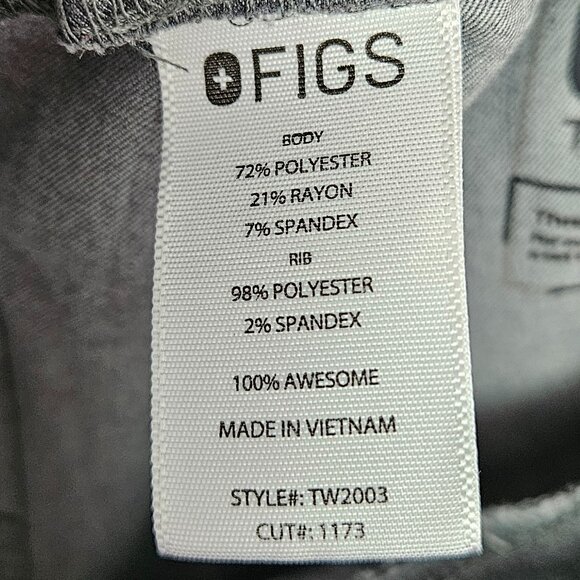 FIGS
BODY
72% POLYESTER
21% RAYON
7% SPANDEX
RIB
98% POLYESTER
2% SPANDEX
100% AWESOME
MADE IN VIETNAM
STYLE#: TW2003
CUT#: 1173